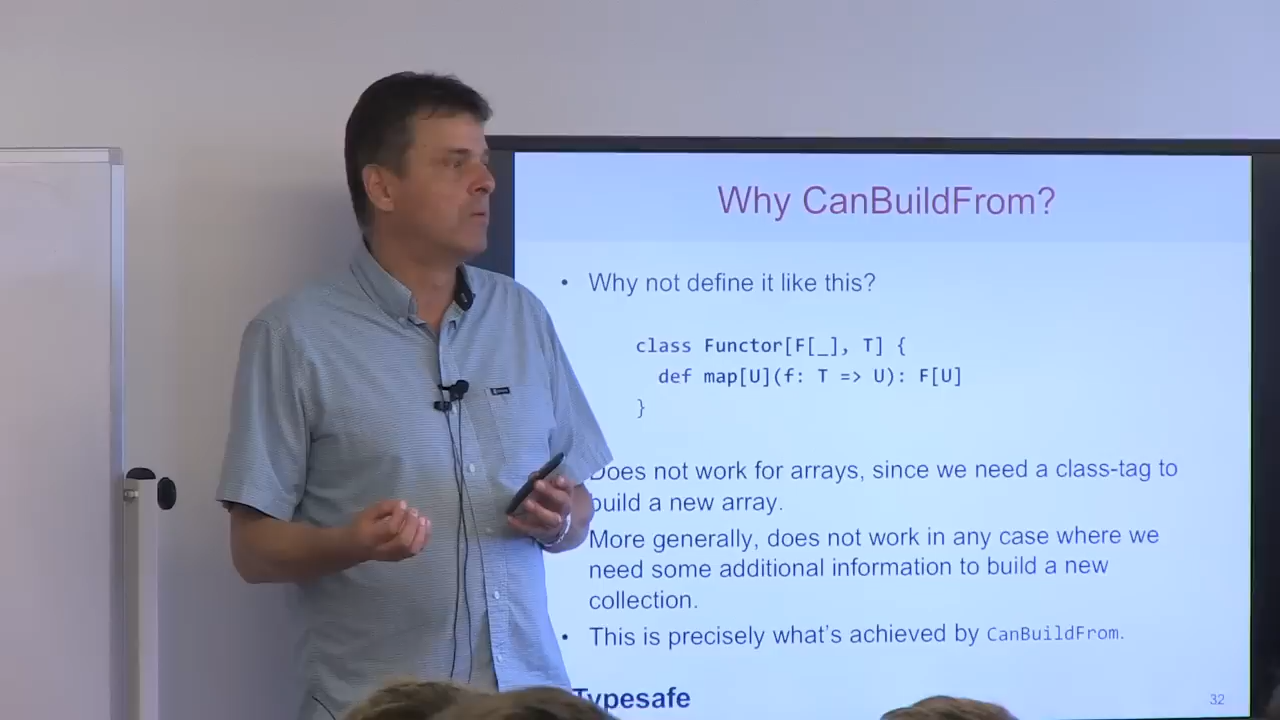 Why CanBuildFrom?
• Why not define it like this?
class Functor[F[_], T] {
def map[U](f: T => U): F[U]
}
Does not work for arrays, since we need a class-tag to
build a new array.
More generally, does not work in any case where we
need some additional information to build a new
collection.
• This is precisely what's achieved by CanBuildFrom.
Typesafe
32